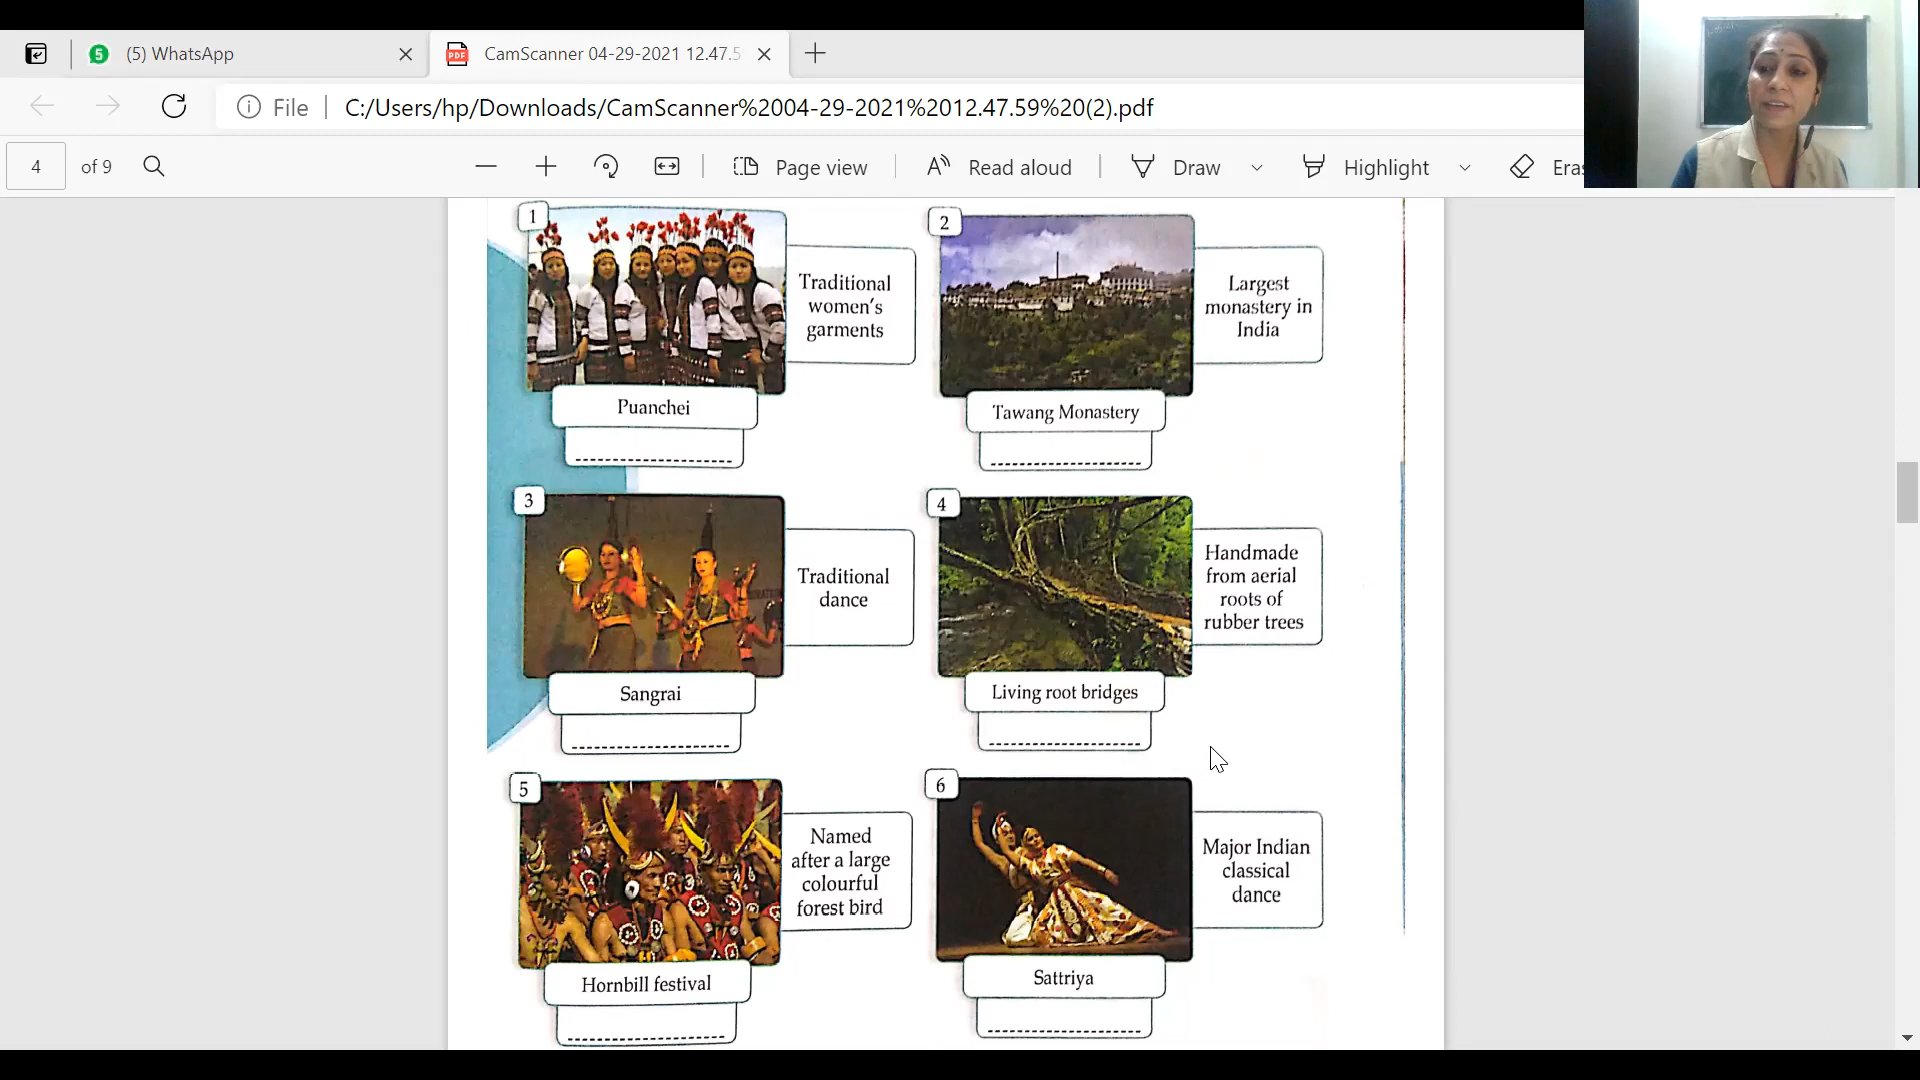 (5) WhatsApp
CamScanner 04-29-2021 12.47.5
File
C:/Users/hp/Downloads/CamScanner%2004-29-2021%2012.47.59%20(2).pdf
4 of 9
Page view
Read aloud
Draw
Highlight
Eras
1
Traditional
women's
garments
Puanchei
2
Largest
monastery in
India
Tawang Monastery
3
Traditional
dance
Sangrai
4
Handmade
from aerial
roots of
rubber trees
Living root bridges
5
Named
after a large
colourful
forest bird
Hornbill festival
6
Major Indian
classical
dance
Sattriya